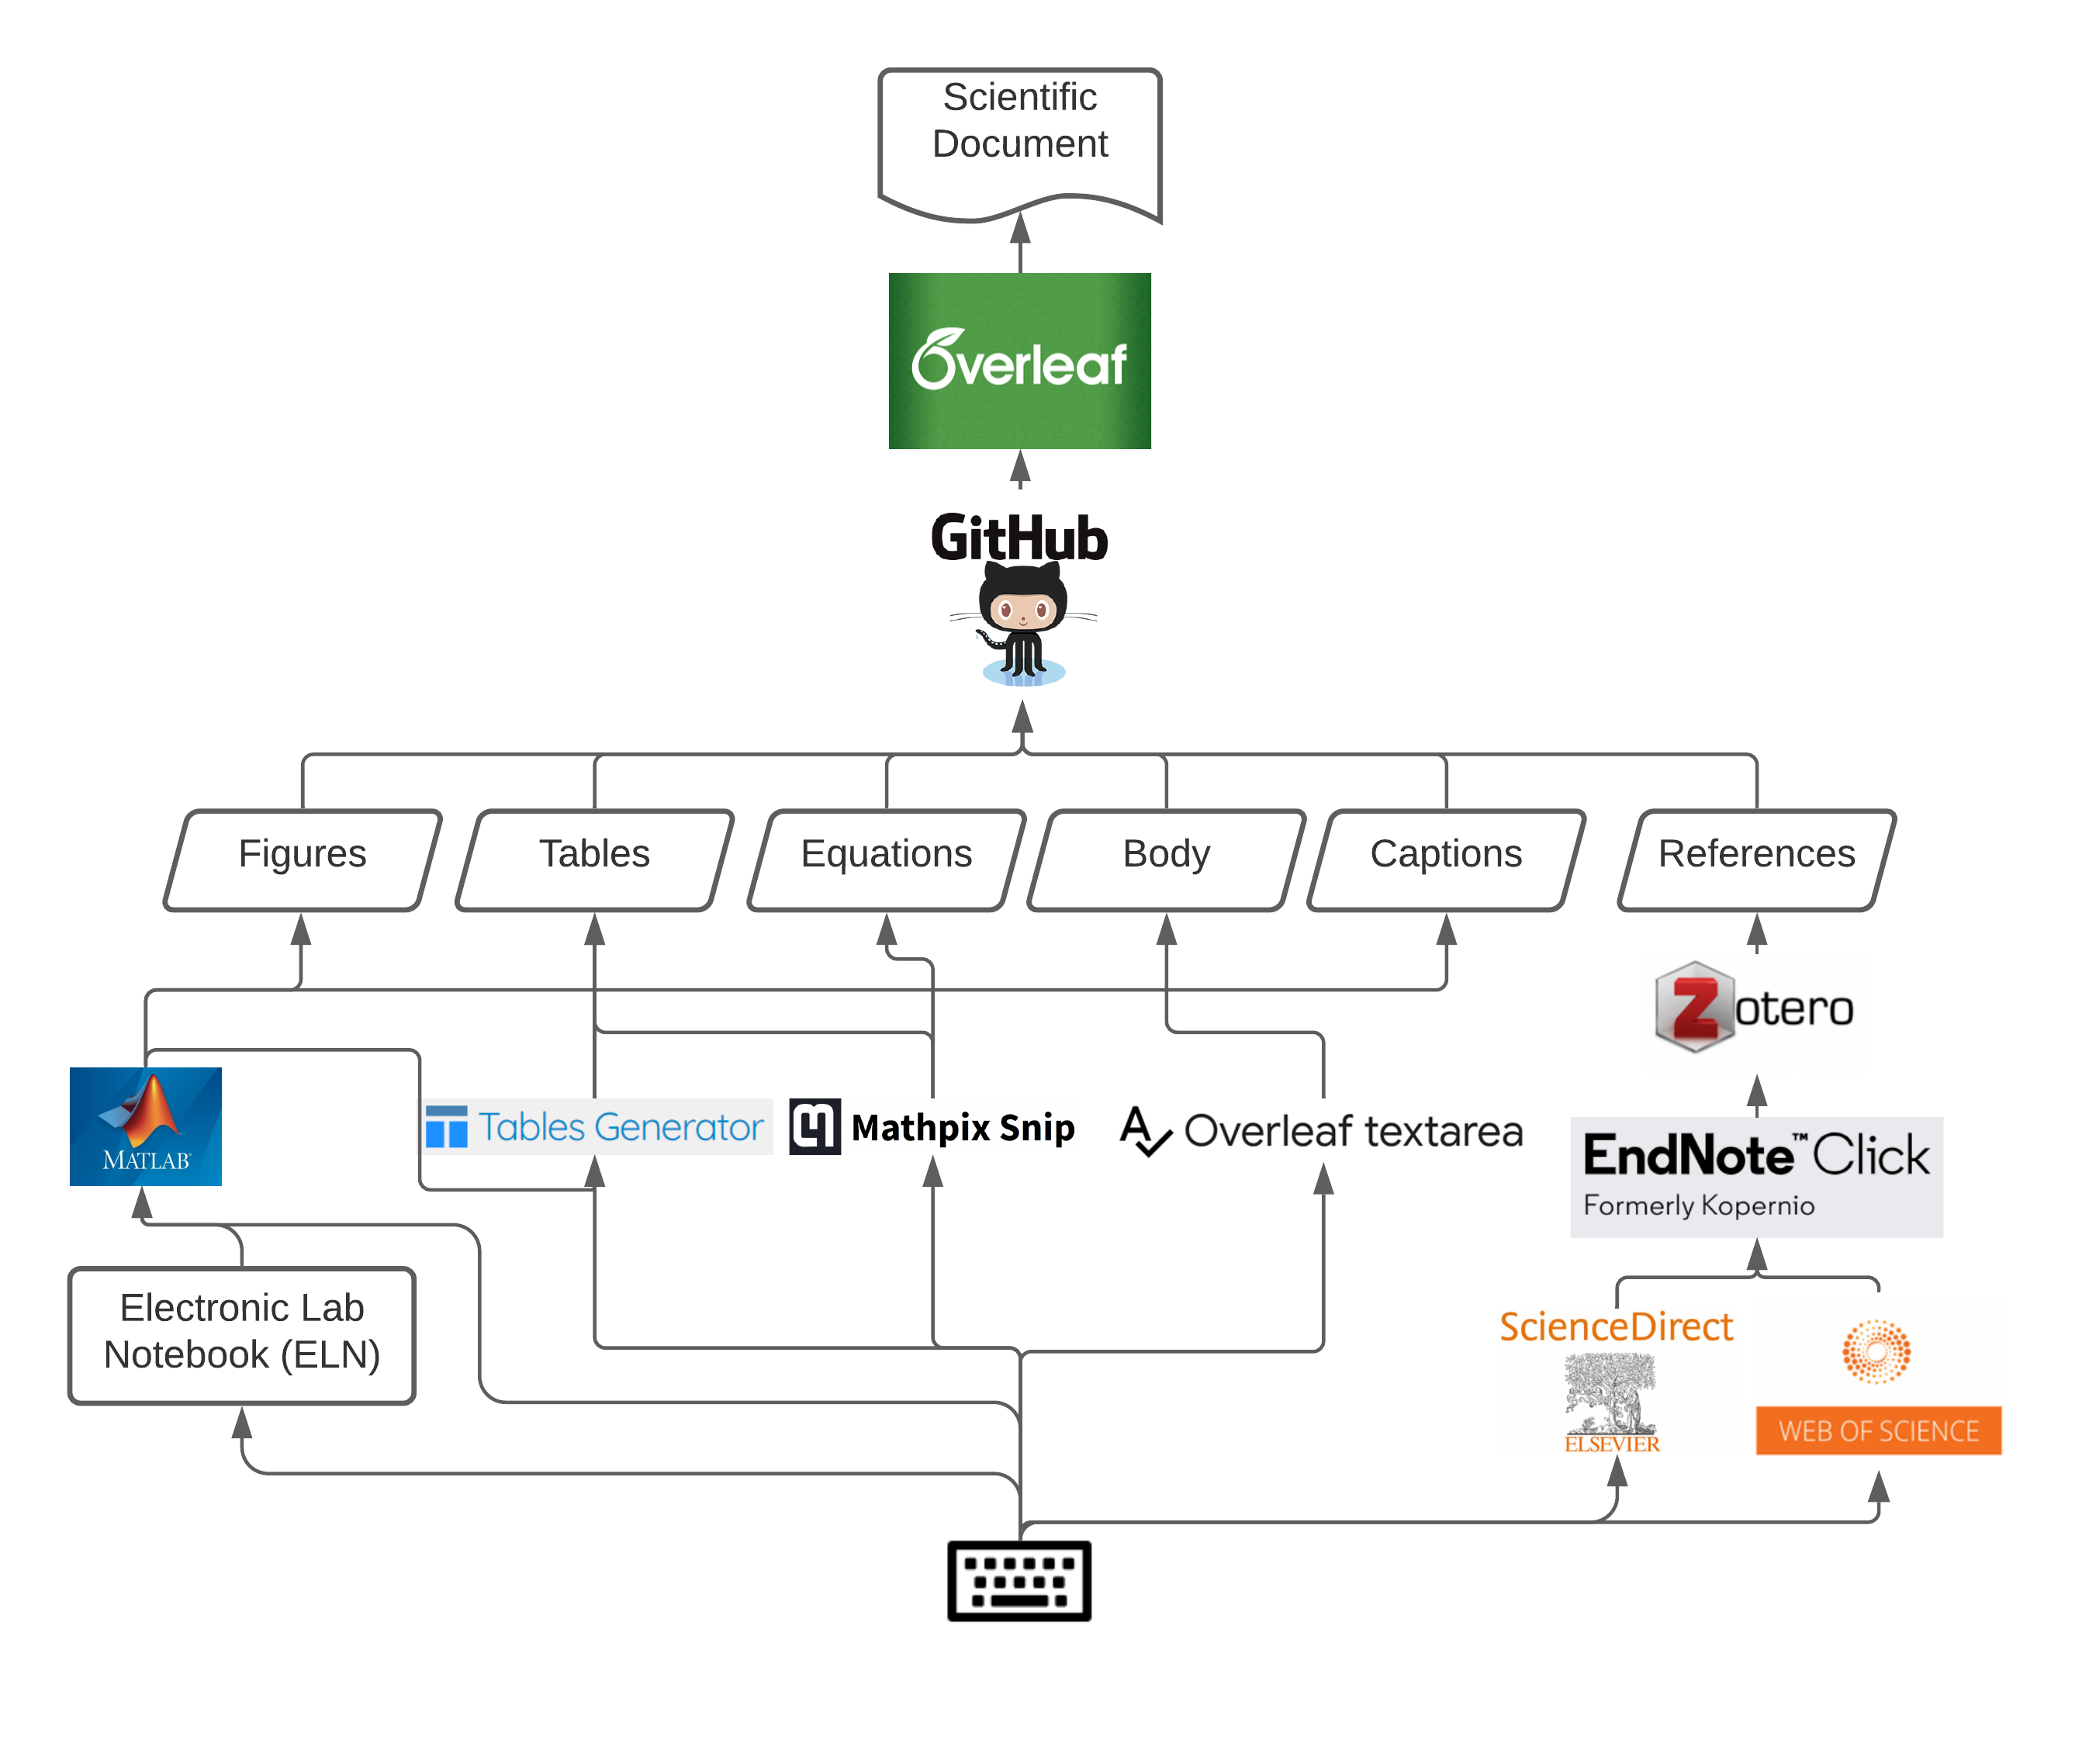 Scientific
Document
Overleaf
GitHub
Figures
Tables
Equations
Body
Captions
References
Zotero
MATLAB
Tables Generator
Mathpix Snip
Overleaf textarea
EndNote™ Click
Formerly Kopernio
Electronic Lab
Notebook (ELN)
ScienceDirect
ELSEVIER
WEB OF SCIENCE